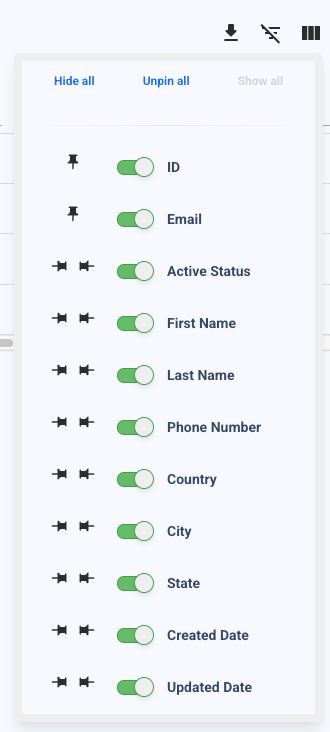 Hide all Unpin all Show all
ID
Email
Active Status
First Name
Last Name
Phone Number
Country
City
State
Created Date
Updated Date